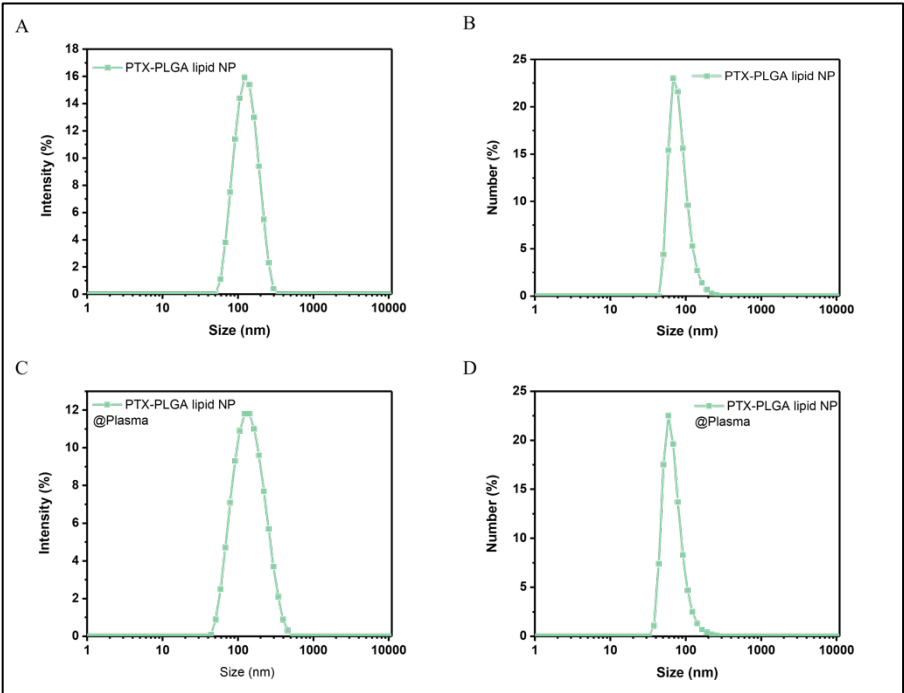 A
PTX-PLGA lipid NP
18
16
14
12
10
8
6
4
2
0
Intensity (%)
1
10
100
1000
10000
Size (nm)
B
PTX-PLGA lipid NP
25
20
15
10
5
0
Number (%)
1
10
100
1000
10000
Size (nm)
C
PTX-PLGA lipid NP
@Plasma
12
10
8
6
4
2
0
Intensity (%)
1
10
100
1000
10000
Size (nm)
D
PTX-PLGA lipid NP
@Plasma
25
20
15
10
5
0
Number (%)
1
10
100
1000
10000
Size (nm)